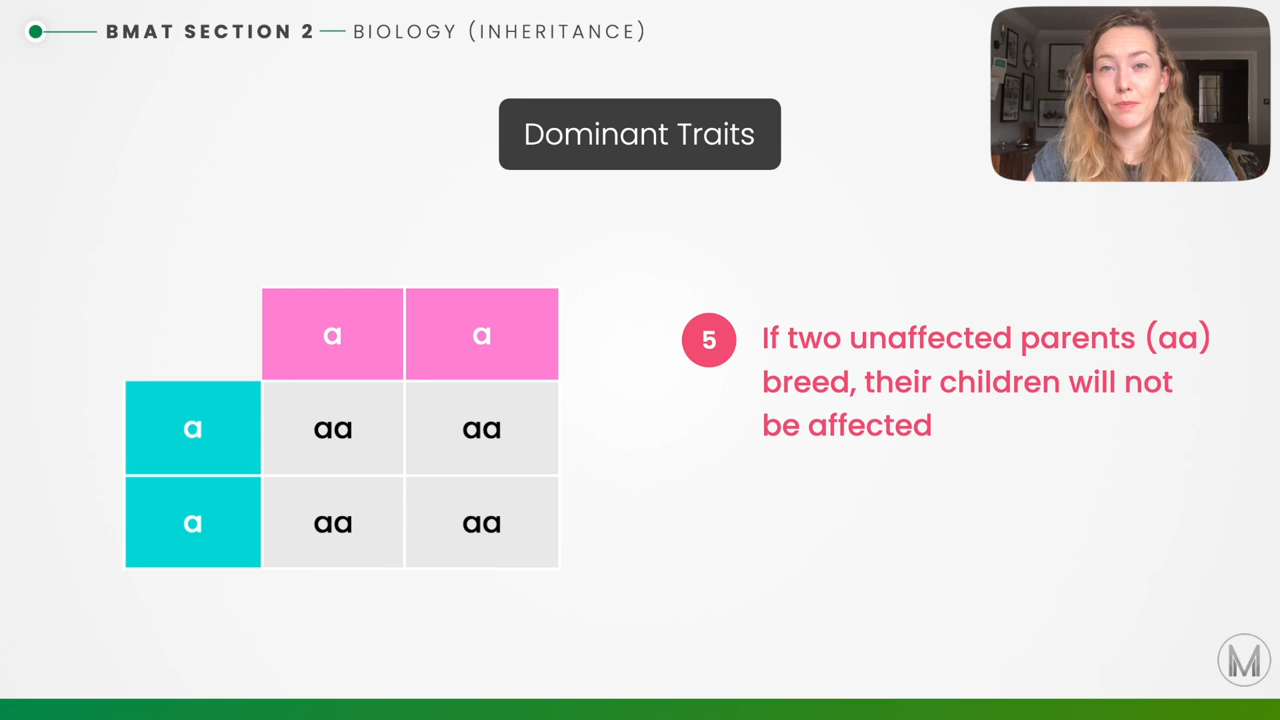 BMAT SECTION 2 — BIOLOGY (INHERITANCE)
Dominant Traits
a a
a aa aa
a aa aa
5 If two unaffected parents (aa)
breed, their children will not
be affected
M